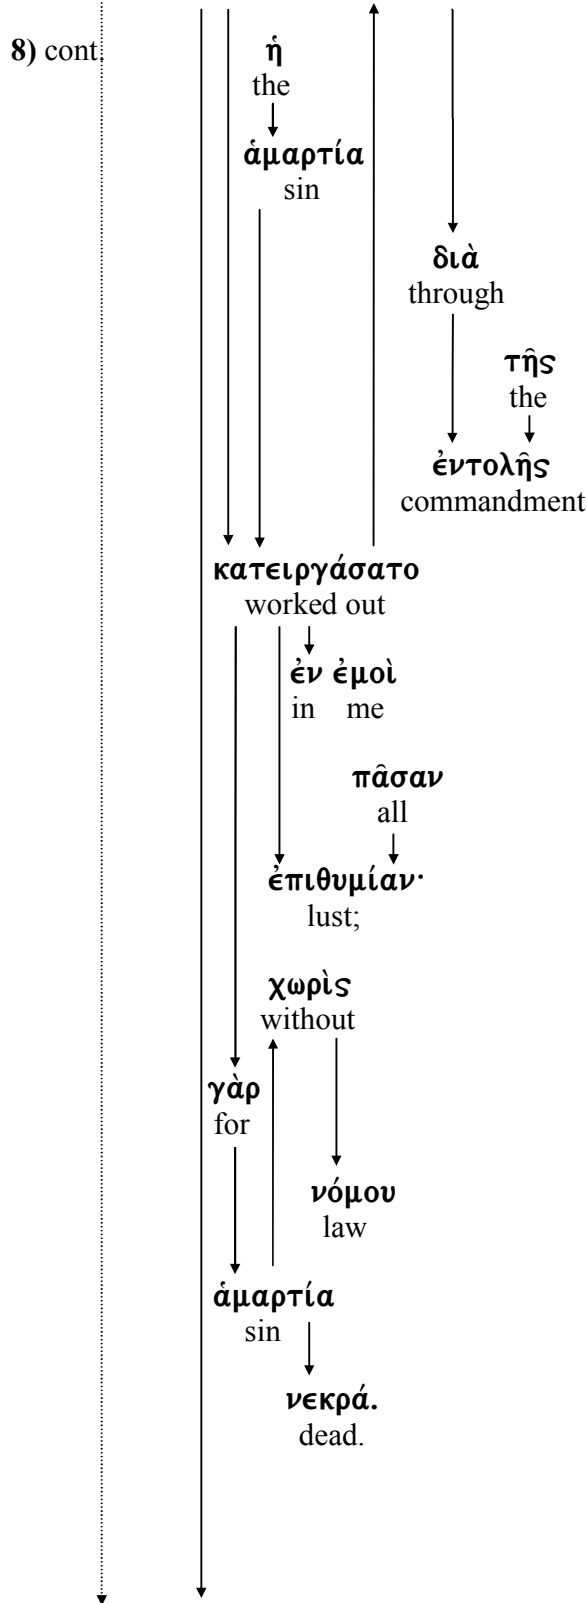 8) cont.
ἡ
the
ἁμαρτία
sin
διὰ
through
τῆς
the
ἐντολῆς
commandment
κατειργάσατο
worked out
ἐν ἐμοὶ
in me
πᾶσαν
all
ἐπιθυμίαν·
lust;
χωρὶς
without
γὰρ
for
νόμου
law
ἁμαρτία
sin
νεκρά.
dead.